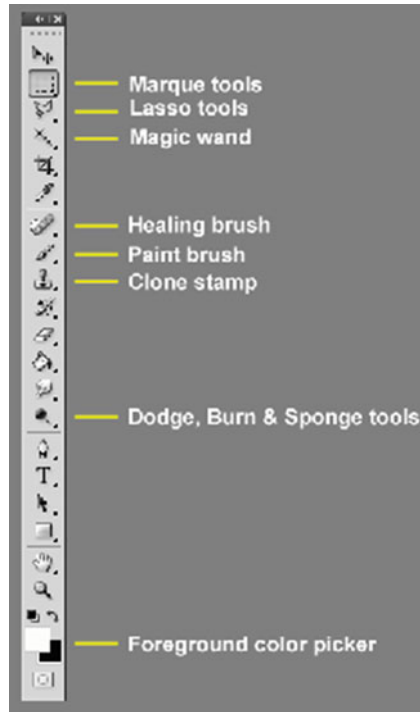 Marque tools
Lasso tools
Magic wand
Healing brush
Paint brush
Clone stamp
Dodge, Burn & Sponge tools
T
Foreground color picker